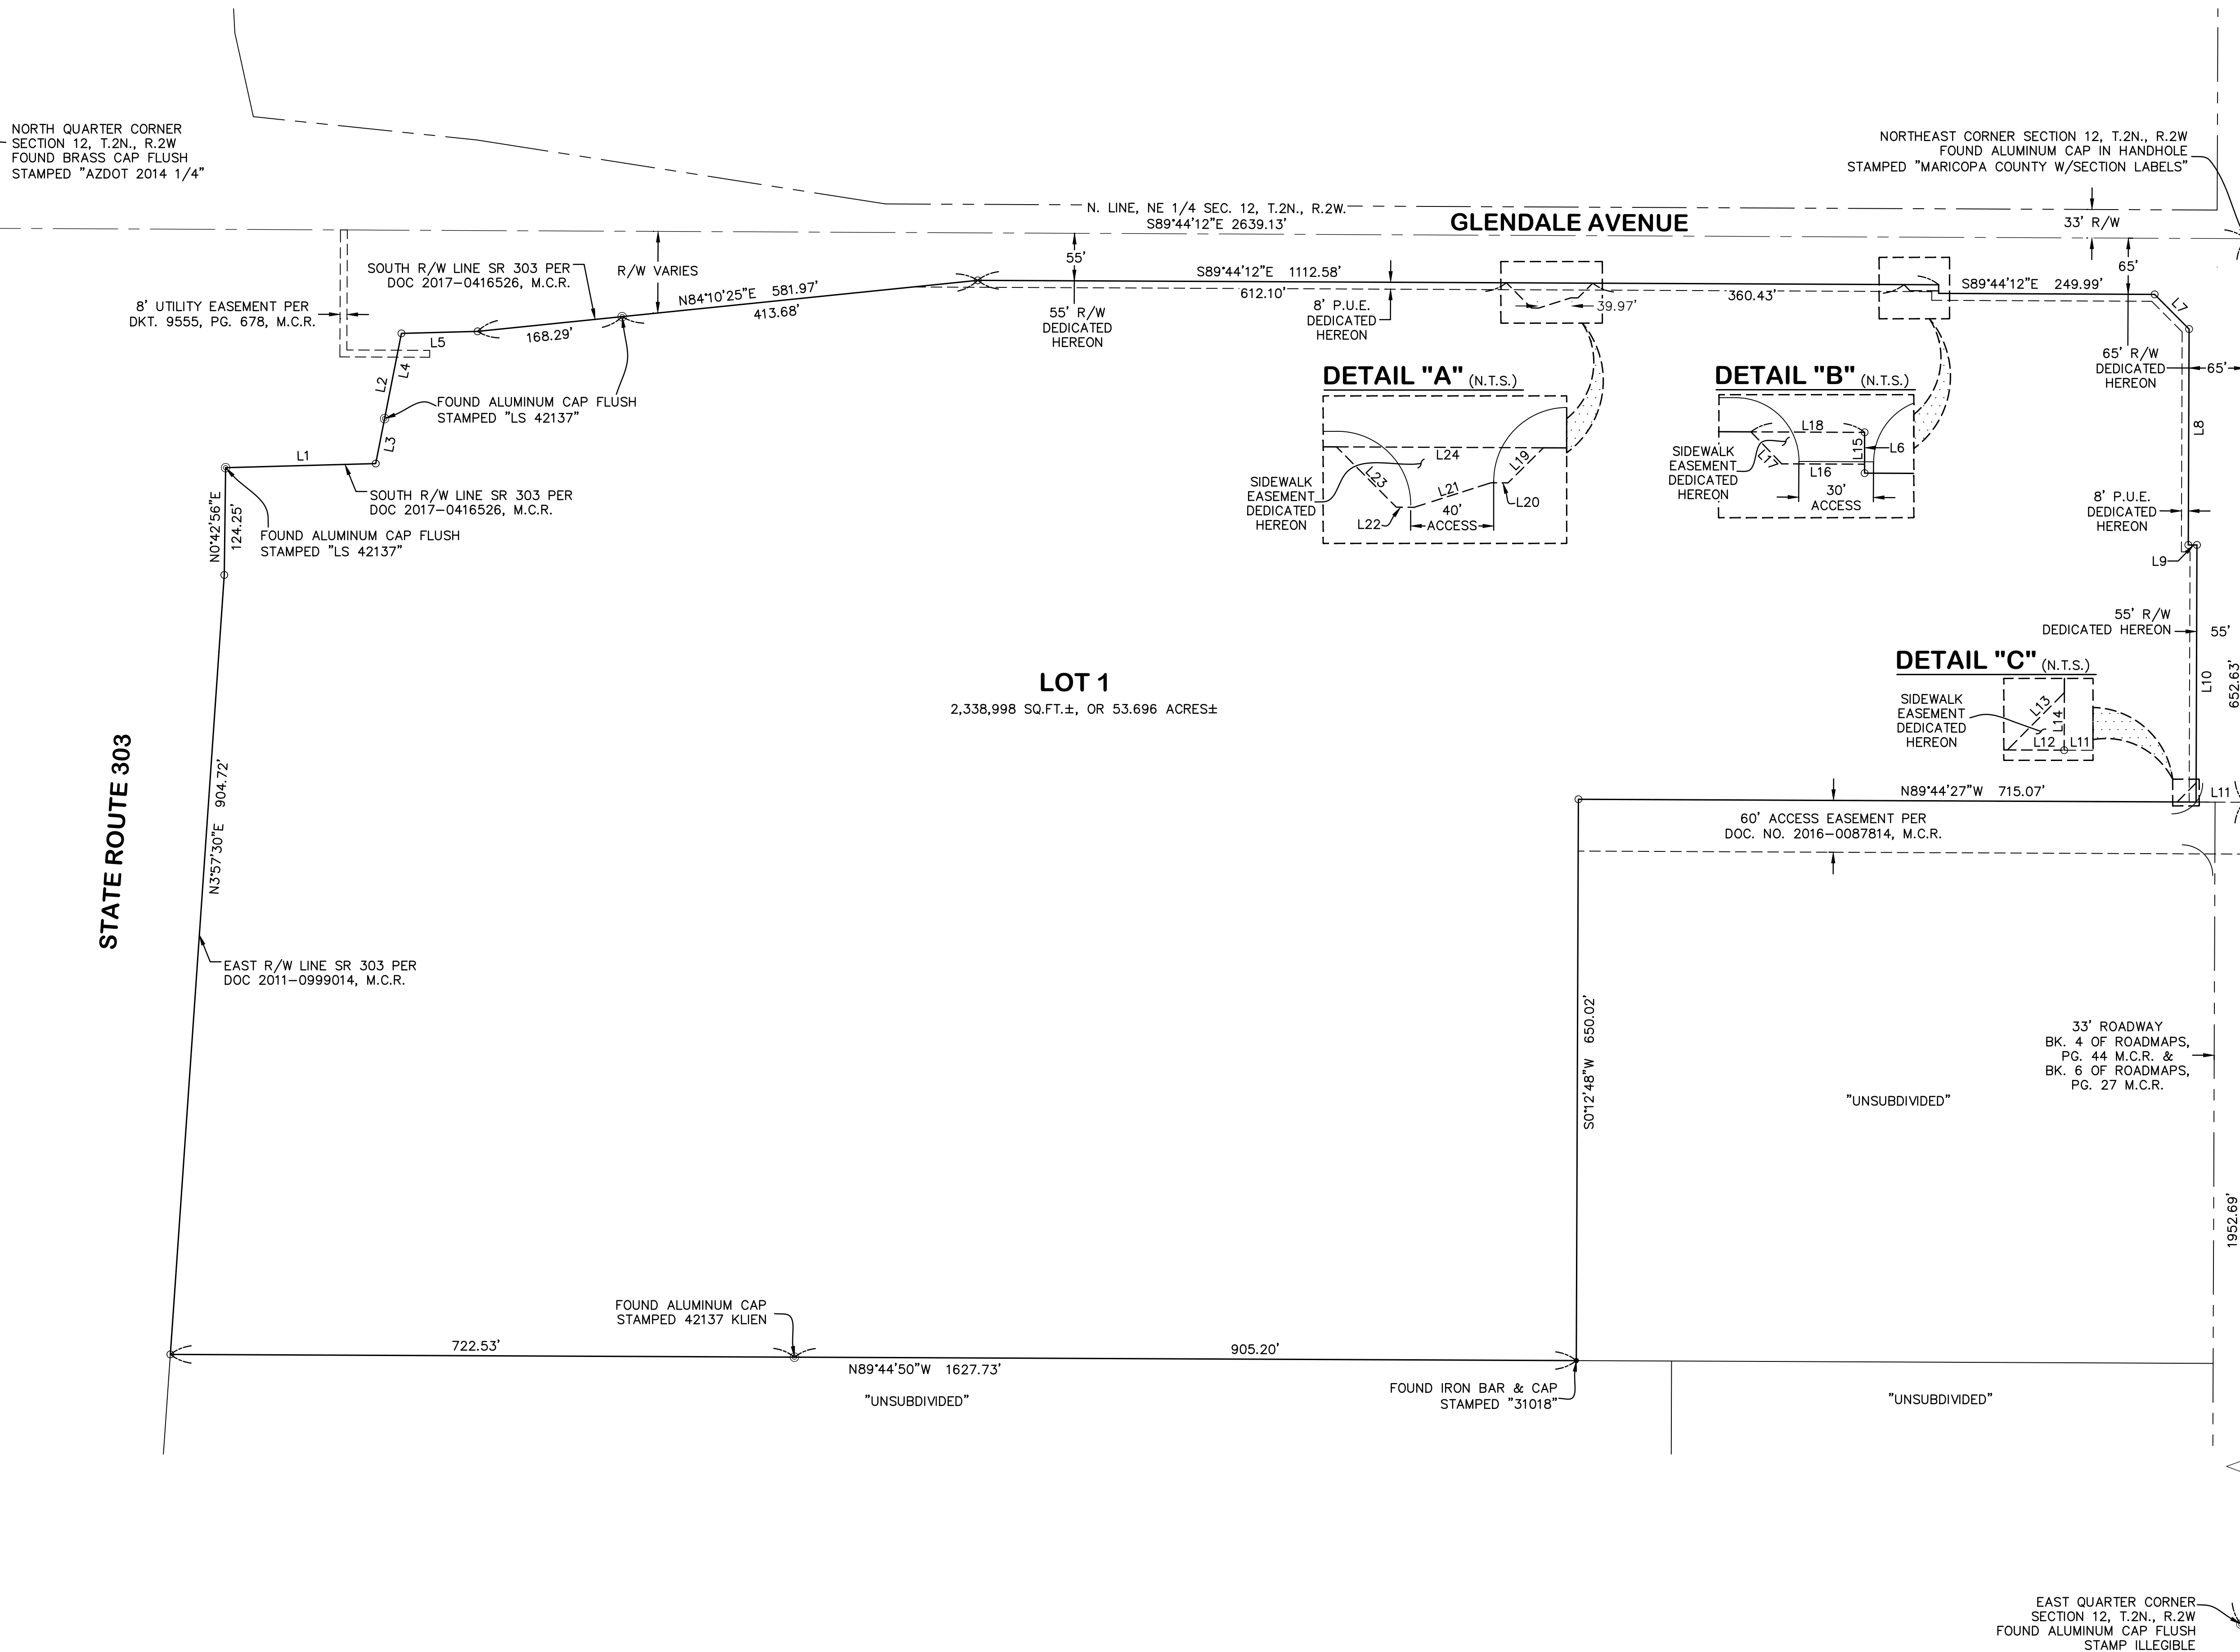 NORTH QUARTER CORNER
SECTION 12, T.2N., R.2W
FOUND BRASS CAP FLUSH
STAMPED "AZDOT 2014 1/4"
NORTHEAST CORNER SECTION 12, T.2N., R.2W
FOUND ALUMINUM CAP IN HANDHOLE
STAMPED "MARICOPA COUNTY W/SECTION LABELS"
N. LINE, NE 1/4 SEC. 12, T.2N., R.2W.
S89°44'12"E 2639.13'
GLENDALE AVENUE
33' R/W
SOUTH R/W LINE SR 303 PER
DOC 2017-0416526, M.C.R.
R/W VARIES
55'
S89°44'12"E 1112.58'
65'
S89°44'12"E 249.99'
8' UTILITY EASEMENT PER
DKT. 9555, PG. 678, M.C.R.
N84°10'25"E 581.97'
413.68'
168.29'
612.10'
39.97'
360.43'
55' R/W
DEDICATED
HEREON
8' P.U.E.
DEDICATED
HEREON
L7
L5
L4
L2
L3
L1
65' R/W
DEDICATED
HEREON
65'
FOUND ALUMINUM CAP FLUSH
STAMPED "LS 42137"
DETAIL "A" (N.T.S.)
L24
L23
L19
L21
L20
L22
40'
ACCESS
SIDEWALK
EASEMENT
DEDICATED
HEREON
DETAIL "B" (N.T.S.)
L18
L15
L6
L17
L16
30'
ACCESS
SIDEWALK
EASEMENT
DEDICATED
HEREON
L8
SOUTH R/W LINE SR 303 PER
DOC 2017-0416526, M.C.R.
N0°42'56"E
124.25'
FOUND ALUMINUM CAP FLUSH
STAMPED "LS 42137"
8' P.U.E.
DEDICATED
HEREON
L9
55' R/W
DEDICATED HEREON
55'
LOT 1
2,338,998 SQ.FT.±, OR 53.696 ACRES±
DETAIL "C" (N.T.S.)
SIDEWALK
EASEMENT
DEDICATED
HEREON
L13
L14
L12
L11
L10
652.63'
STATE ROUTE 303
N3°57'30"E 904.72'
N89°44'27"W 715.07'
L11
60' ACCESS EASEMENT PER
DOC. NO. 2016-0087814, M.C.R.
EAST R/W LINE SR 303 PER
DOC 2011-0999014, M.C.R.
S0°12'48"W 650.02'
33' ROADWAY
BK. 4 OF ROADMAPS,
PG. 44 M.C.R. &
BK. 6 OF ROADMAPS,
PG. 27 M.C.R.
"UNSUBDIVIDED"
1952.69'
FOUND ALUMINUM CAP
STAMPED 42137 KLIEN
722.53'
905.20'
N89°44'50"W 1627.73'
"UNSUBDIVIDED"
FOUND IRON BAR & CAP
STAMPED "31018"
"UNSUBDIVIDED"
EAST QUARTER CORNER
SECTION 12, T.2N., R.2W
FOUND ALUMINUM CAP FLUSH
STAMP ILLEGIBLE